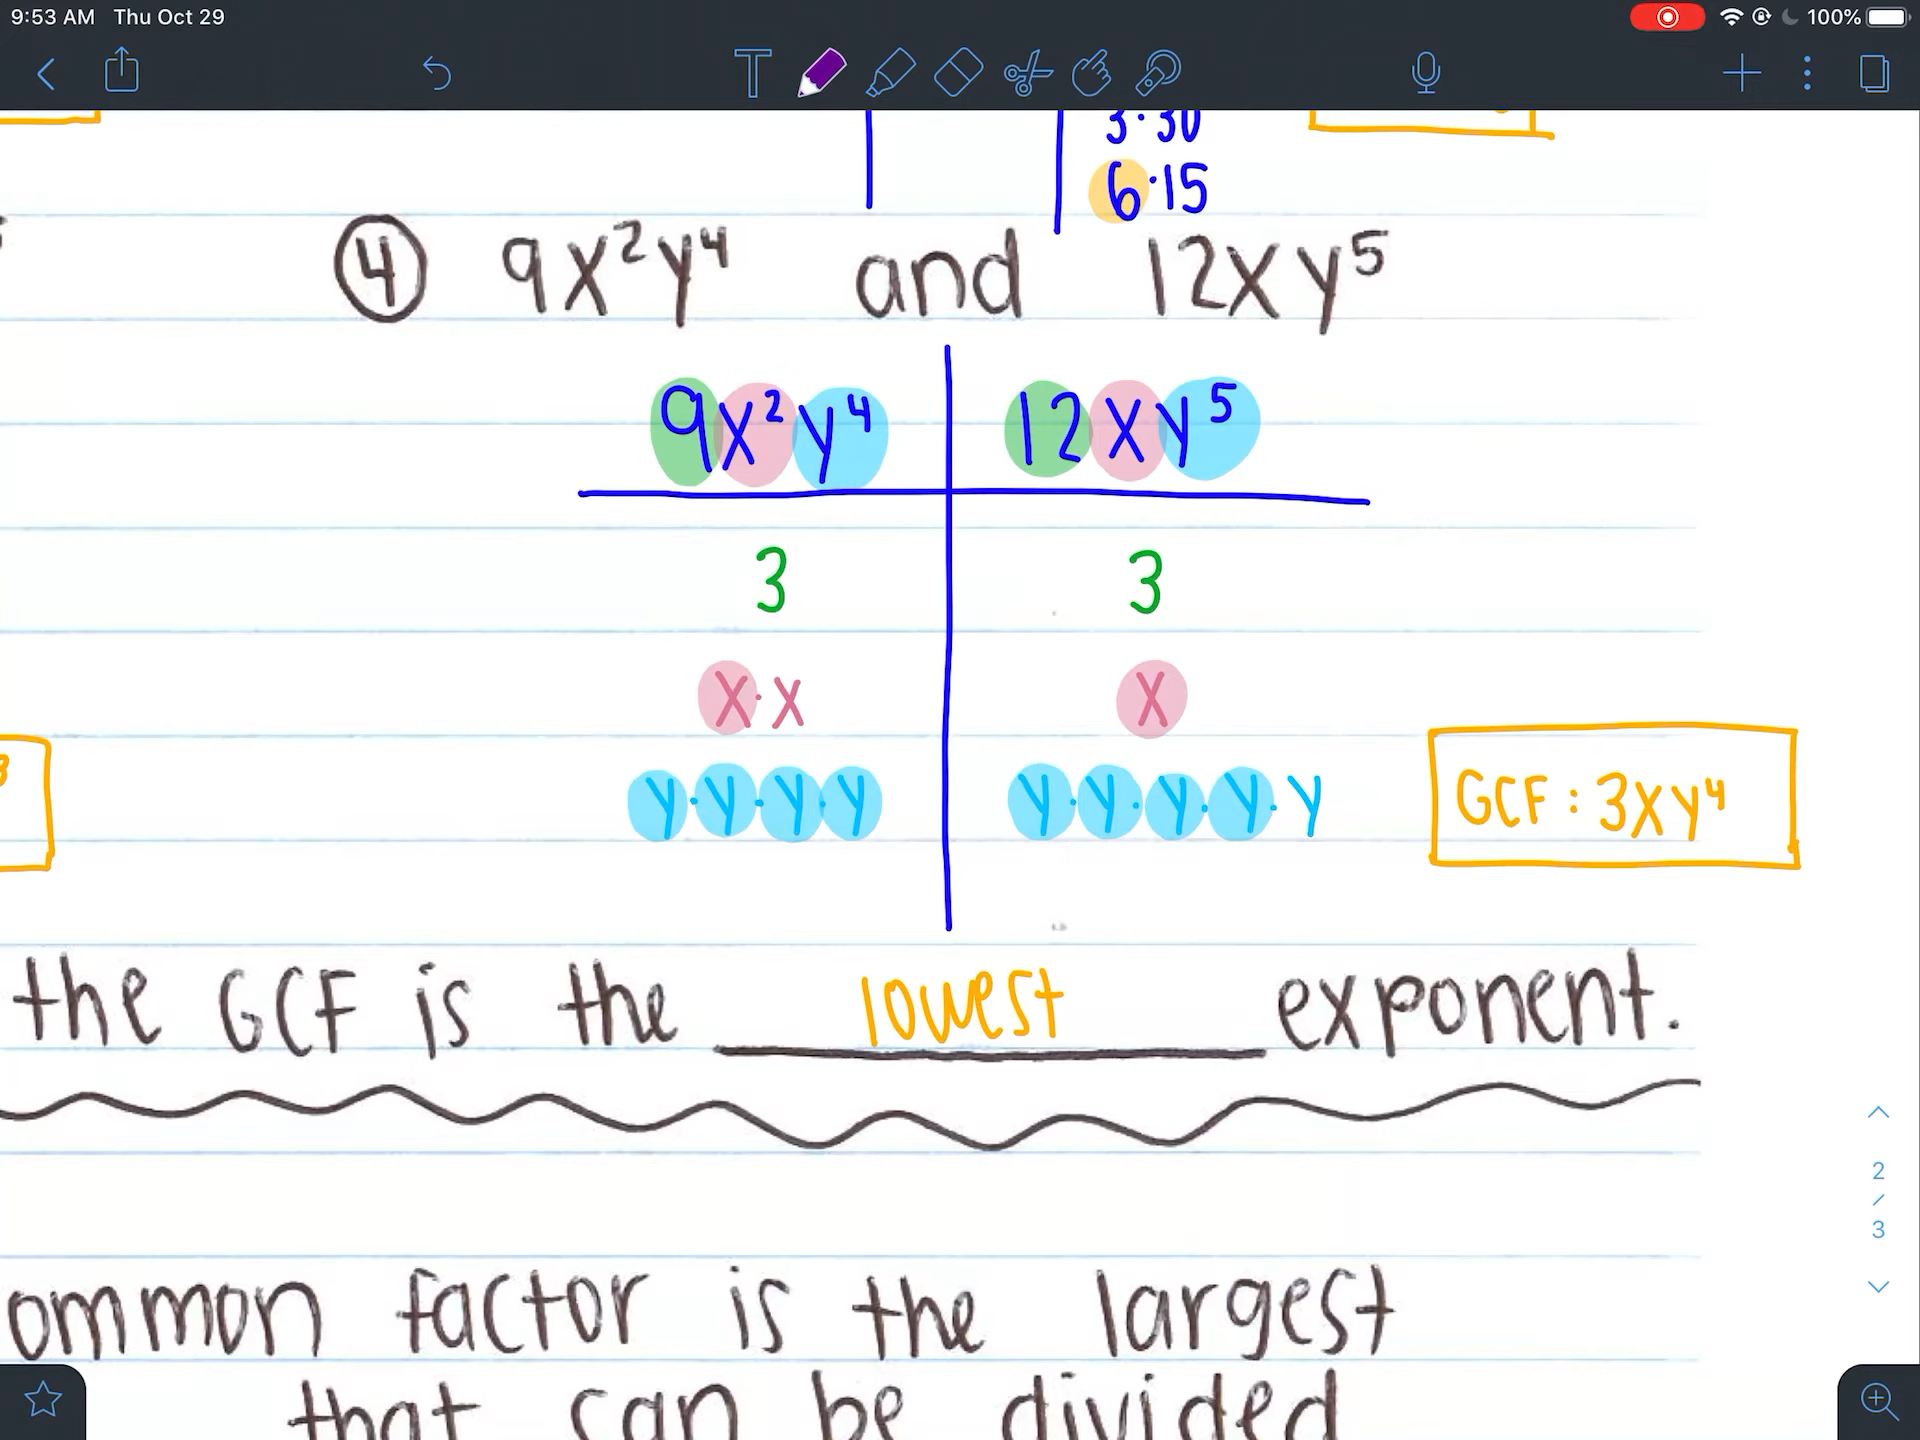 9:53 AM Thu Oct 29 100%
3·30
6·15
4 9x²y⁴ and 12xy⁵
9x²y⁴ 12xy⁵
3 3
x·x x
y·y·y·y y·y·y·y·y
GCF: 3xy⁴
the GCF is the lowest exponent.
2
/
3
ommon factor is the largest
that can be divided